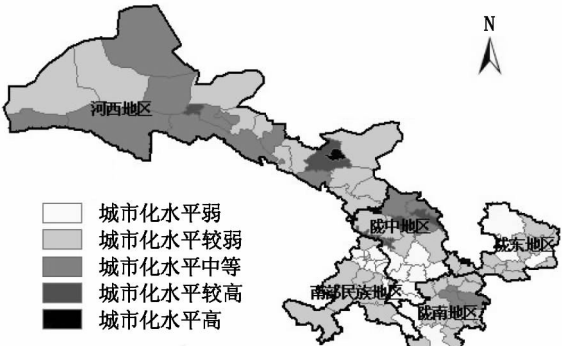 N
河西地区
陇中地区
陇东地区
南部民族地区
陇南地区
城市化水平弱
城市化水平较弱
城市化水平中等
城市化水平较高
城市化水平高